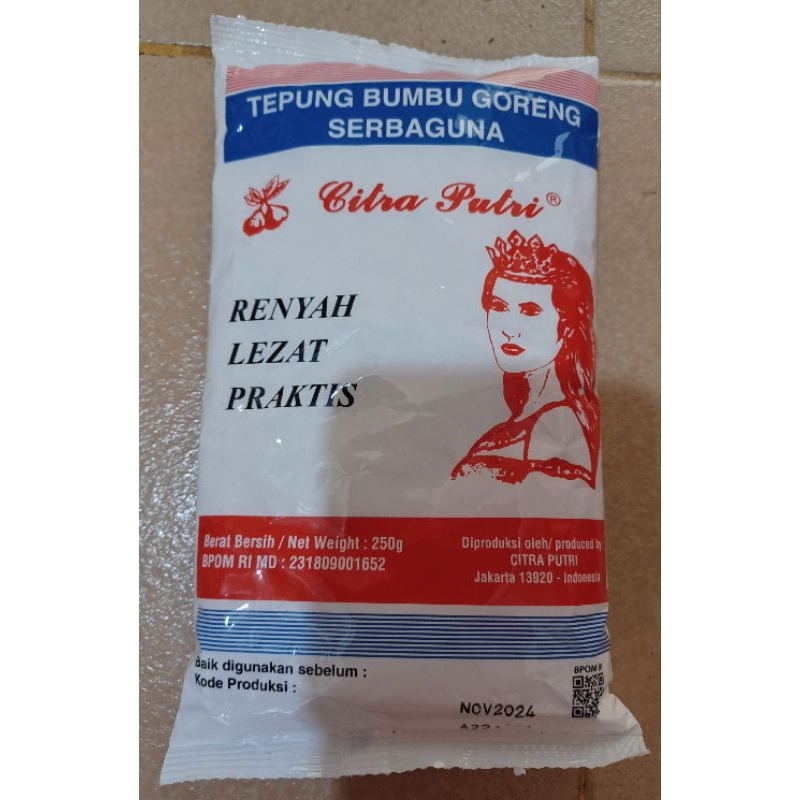 TEPUNG BUMBU GORENG
SERBAGUNA
Citra Putri®
RENYAH
LEZAT
PRAKTIS
Berat Bersih / Net Weight : 250g
BPOM RI MD : 231809001652
Diproduksi oleh/ produced by
CITRA PUTRI
Jakarta 13920 - Indonesia
Baik digunakan sebelum :
Kode Produksi :
BPOM RI
NOV2024